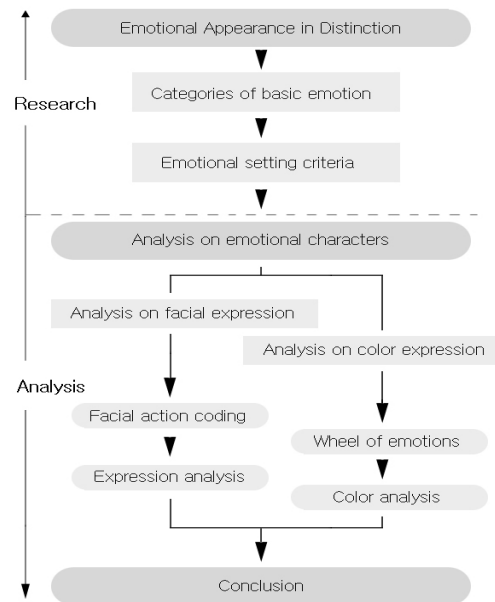 Emotional Appearance in Distinction
Categories of basic emotion
Research
Emotional setting criteria
Analysis on emotional characters
Analysis on facial expression
Analysis on color expression
Analysis
Facial action coding
Wheel of emotions
Expression analysis
Color analysis
Conclusion